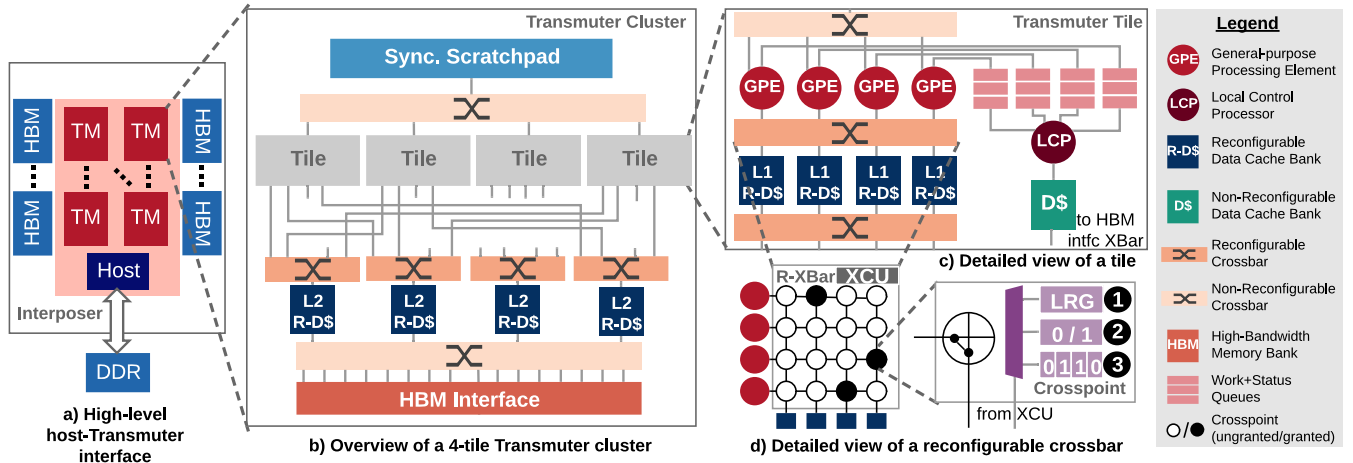 HBM
HBM
TM
TM
TM
TM
HBM
HBM
Host
Interposer
DDR
a) High-level
host-Transmuter
interface
Transmuter Cluster
Sync. Scratchpad
Tile
Tile
Tile
Tile
L2
R-D$
L2
R-D$
L2
R-D$
L2
R-D$
HBM Interface
b) Overview of a 4-tile Transmuter cluster
Transmuter Tile
GPE
GPE
GPE
GPE
LCP
L1
R-D$
L1
R-D$
L1
R-D$
L1
R-D$
D$
to HBM
intfc XBar
c) Detailed view of a tile
R-XBar
XCU
LRG
1
0 / 1
2
0 1 1 0
3
Crosspoint
from XCU
d) Detailed view of a reconfigurable crossbar
Legend
GPE
General-purpose
Processing Element
LCP
Local Control
Processor
R-D$
Reconfigurable
Data Cache Bank
D$
Non-Reconfigurable
Data Cache Bank
Reconfigurable
Crossbar
Non-Reconfigurable
Crossbar
HBM
High-Bandwidth
Memory Bank
Work+Status
Queues
/
Crosspoint
(ungranted/granted)